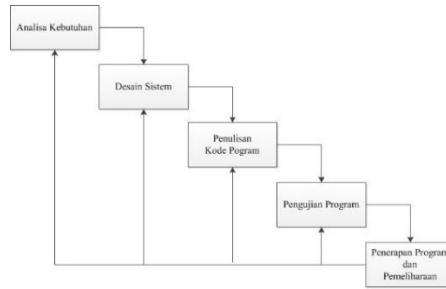 Analisa Kebutuhan
Desain Sistem
Penulisan
Kode Pogram
Pengujian Program
Penerapan Program
dan
Pemeliharaan